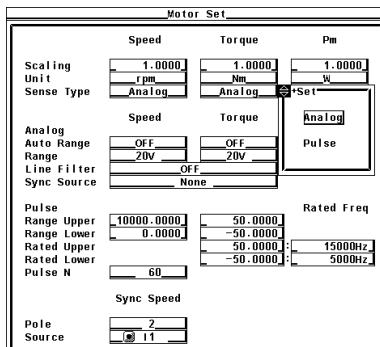 Motor Set
Speed Torque Pm
Scaling 1.0000 1.0000 1.0000
Unit rpm Nm W
Sense Type Analog Analog +Set
Analog
Pulse
Speed Torque
Analog
Auto Range OFF OFF
Range 20V 20V
Line Filter OFF
Sync Source None
Pulse Rated Freq
Range Upper 10000.0000 50.0000
Range Lower 0.0000 -50.0000
Rated Upper 50.0000 : 15000Hz
Rated Lower -50.0000 : 5000Hz
Pulse N 60
Sync Speed
Pole 2
Source I1